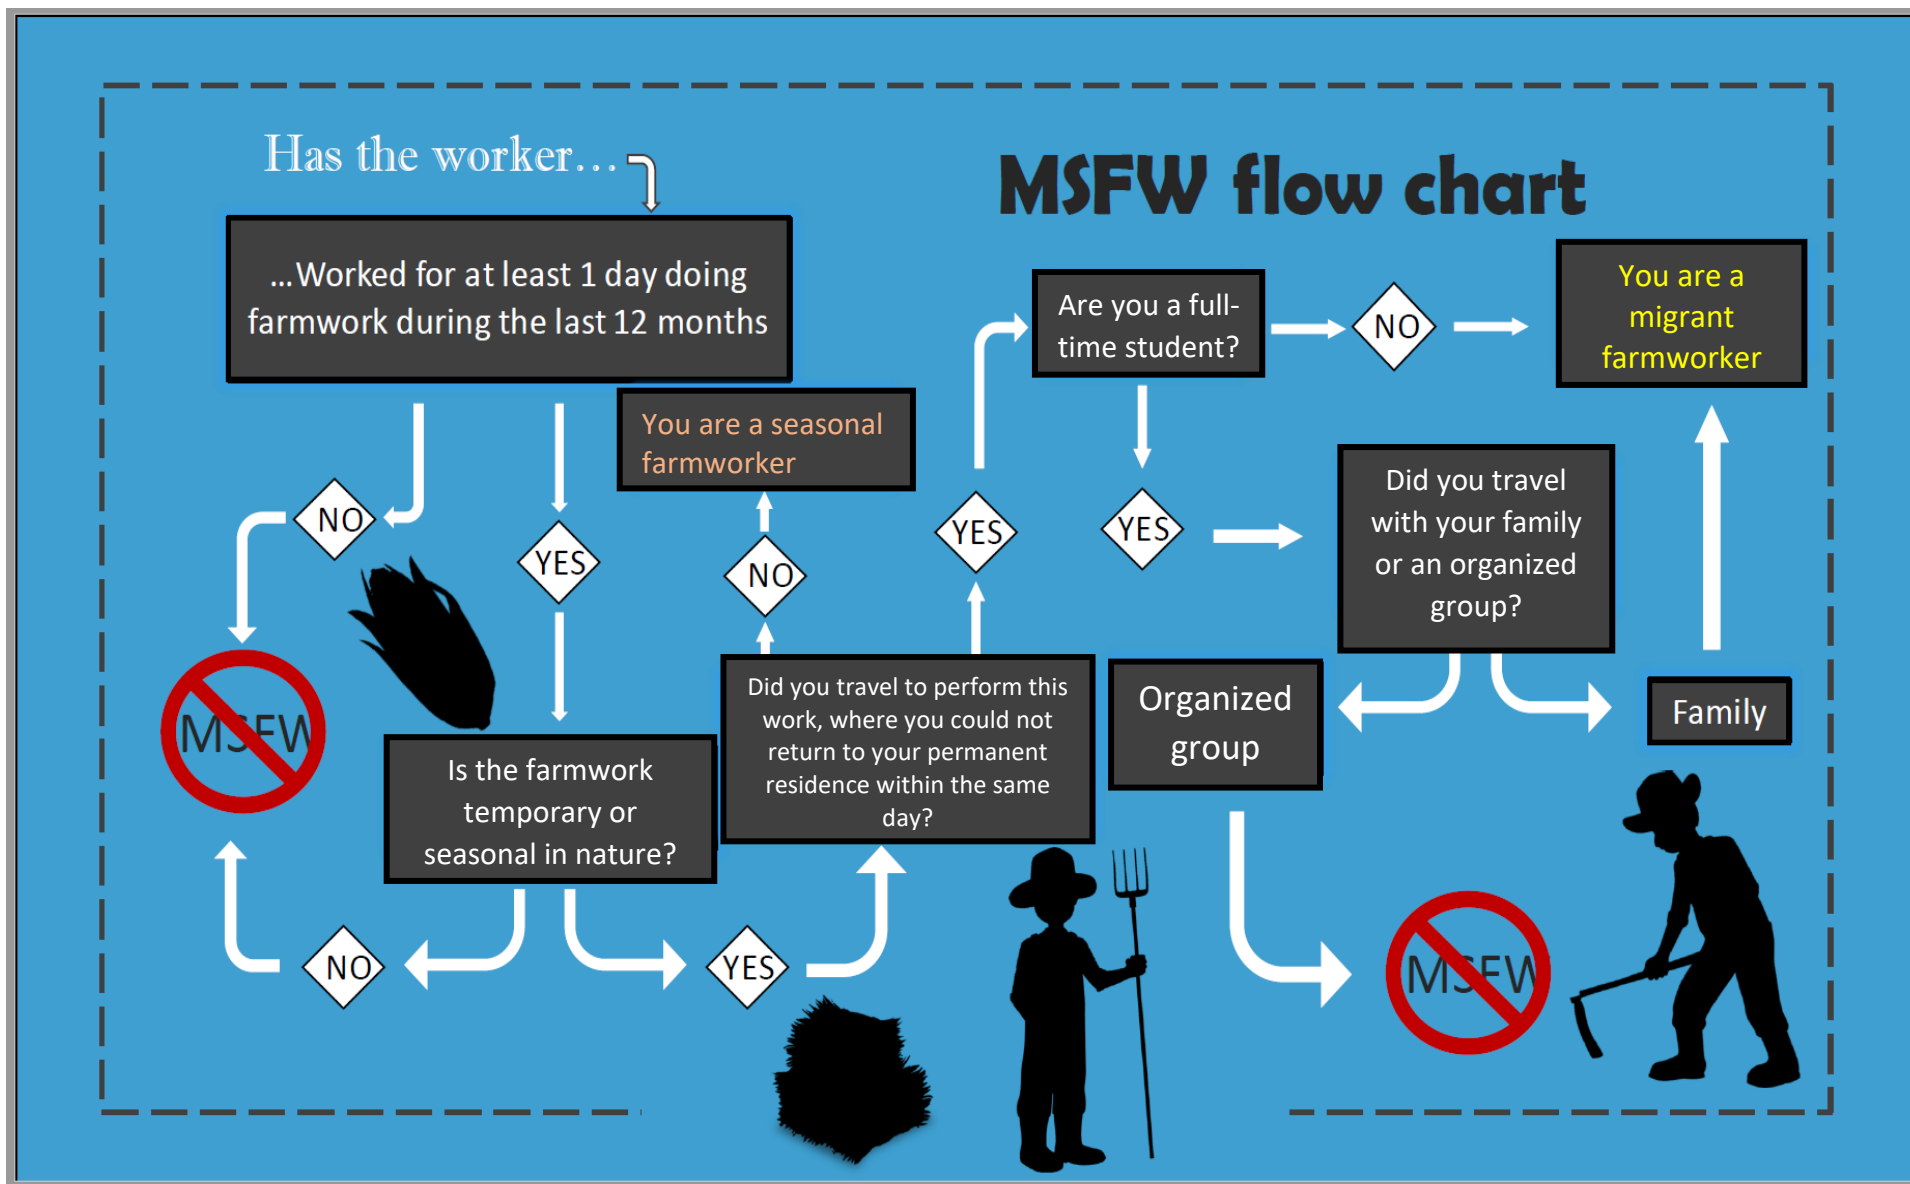 Has the worker...
MSFW flow chart
...Worked for at least 1 day doing
farmwork during the last 12 months
NO
YES
MSFW
Is the farmwork
temporary or
seasonal in nature?
NO
YES
Did you travel to perform this
work, where you could not
return to your permanent
residence within the same
day?
NO
You are a seasonal
farmworker
YES
Are you a full-
time student?
NO
You are a
migrant
farmworker
YES
Did you travel
with your family
or an organized
group?
Organized
group
Family
MSFW